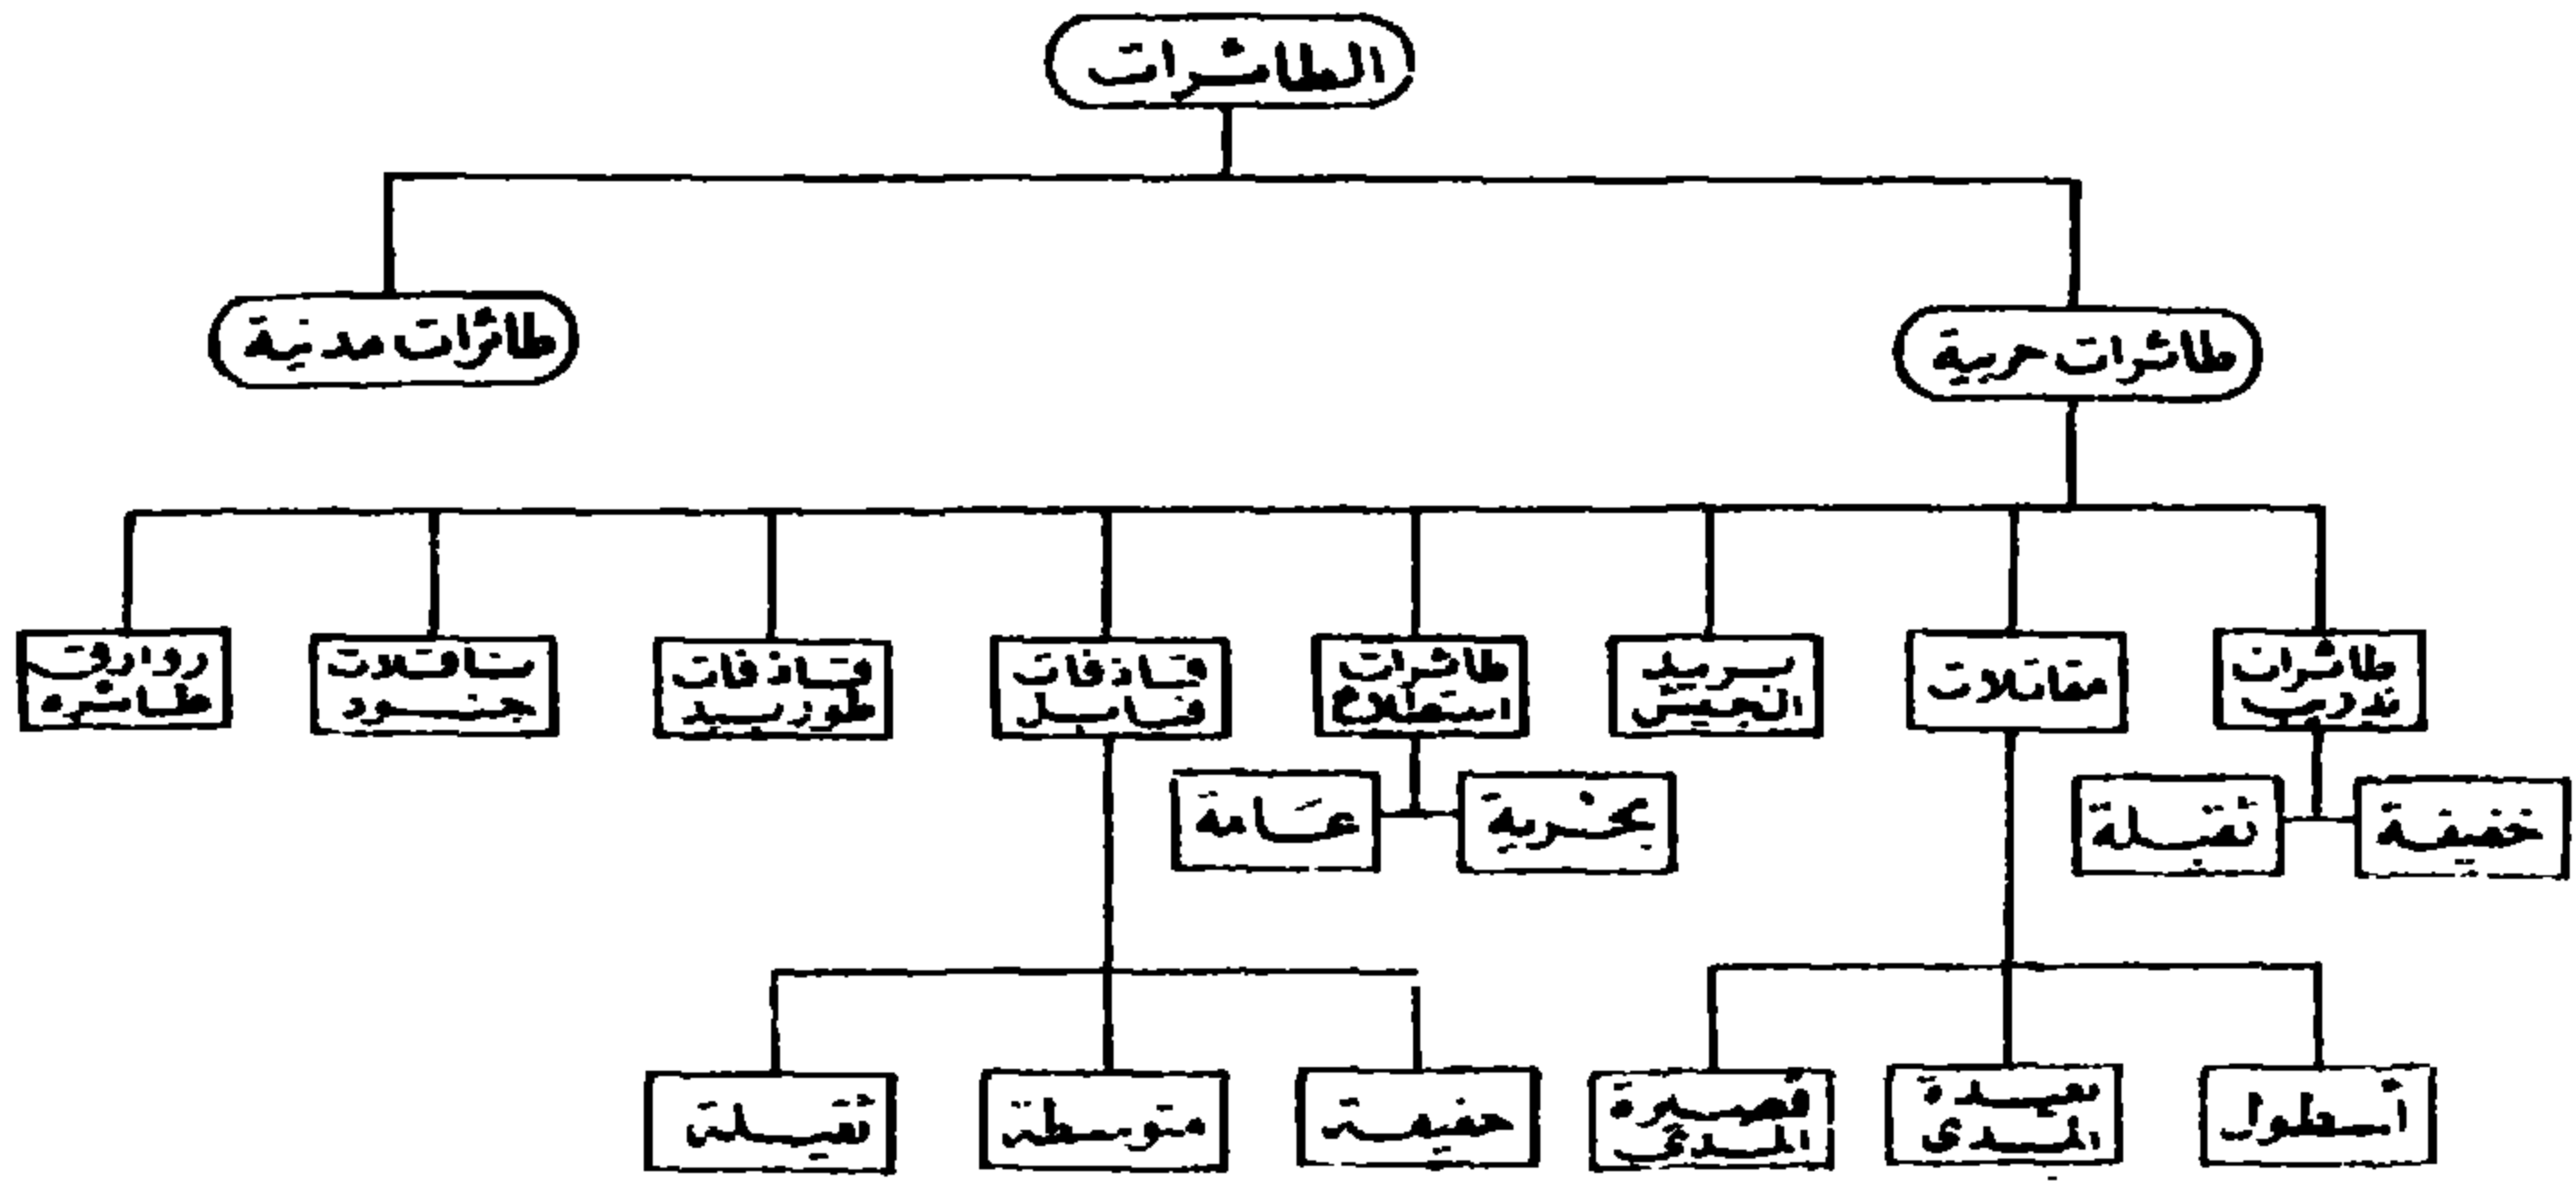 الطائرات
طائرات حربية
طائرات مدنية
طائرات
تدريب
مقاتلات
بريد
الجيش
طائرات
استطلاع
قاذفات
قنابل
قاذفات
طوربيد
ناقلات
جنود
زوارق
طائره
خفيفة
ثقيلة
بحرية
عامة
أسطول
بعيدة
المدى
قصيرة
المدى
خفيفة
متوسطة
ثقيلة